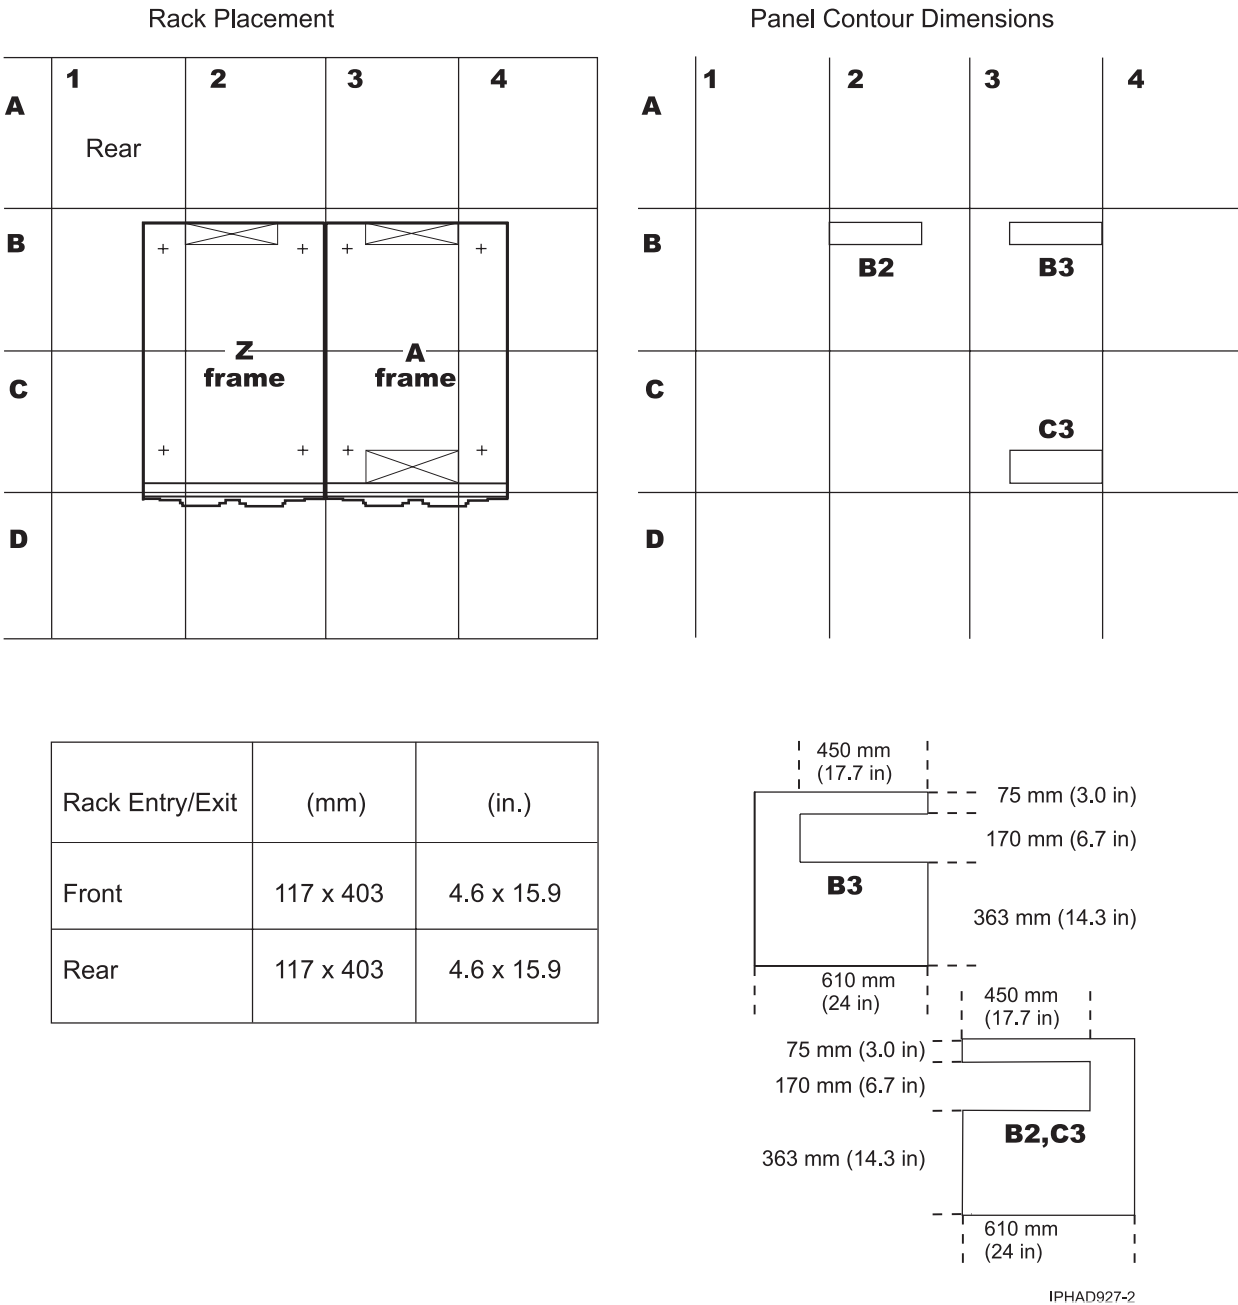 Rack Placement
1 2 3 4
A
Rear
B
Z frame
A frame
C
D
Panel Contour Dimensions
1 2 3 4
A
B
B2 B3
C
C3
D
Rack Entry/Exit (mm) (in.)
Front 117 x 403 4.6 x 15.9
Rear 117 x 403 4.6 x 15.9
450 mm
(17.7 in)
75 mm (3.0 in)
170 mm (6.7 in)
B3
363 mm (14.3 in)
610 mm
(24 in)
450 mm
(17.7 in)
75 mm (3.0 in)
170 mm (6.7 in)
B2,C3
363 mm (14.3 in)
610 mm
(24 in)
IPHAD927-2